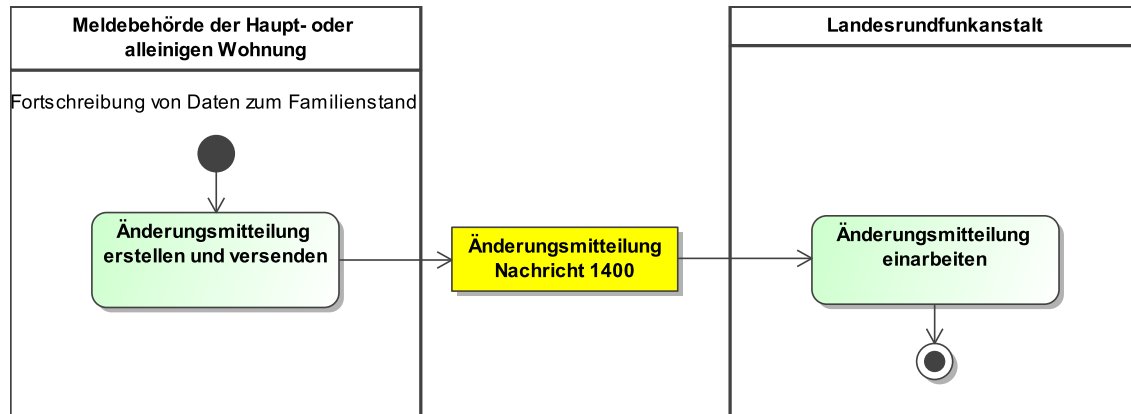 Meldebehörde der Haupt- oder
alleinigen Wohnung
Landesrundfunkanstalt
Fortschreibung von Daten zum Familienstand
Änderungsmitteilung
erstellen und versenden
Änderungsmitteilung
Nachricht 1400
Änderungsmitteilung
einarbeiten